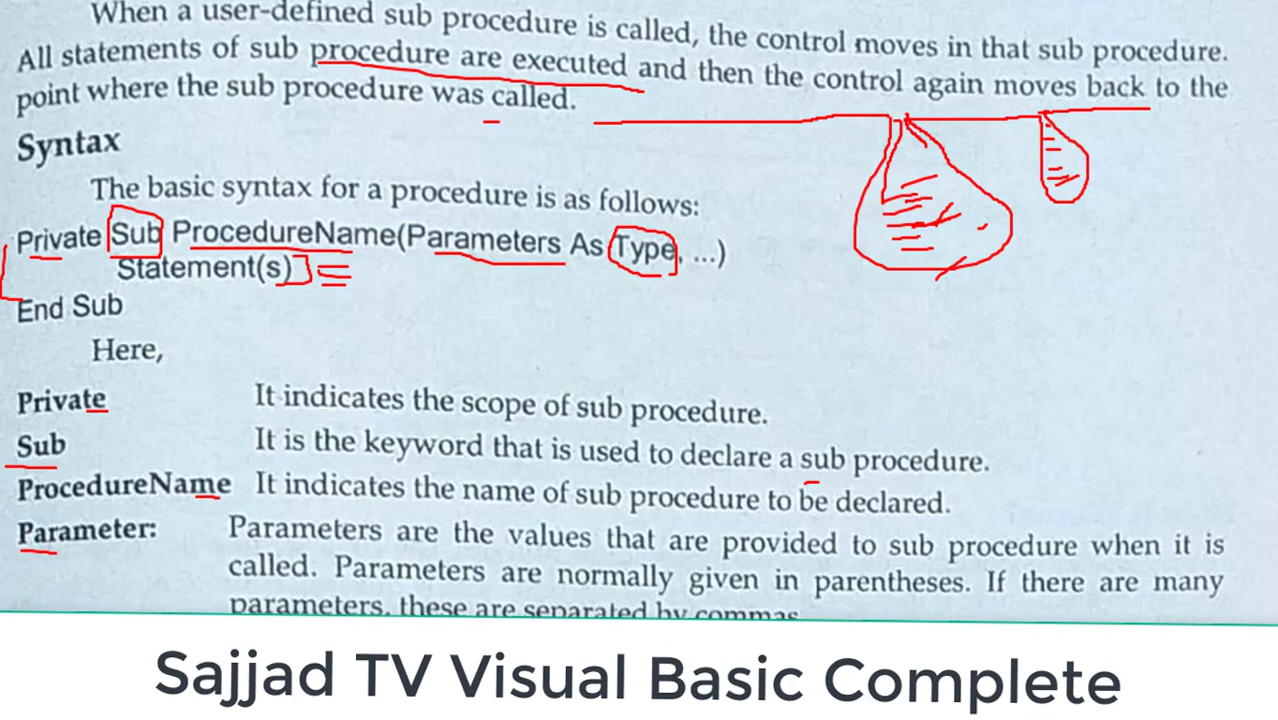 When a user-defined sub procedure is called, the control moves in that sub procedure.
All statements of sub procedure are executed and then the control again moves back to the
point where the sub procedure was called.
Syntax
The basic syntax for a procedure is as follows:
Private Sub ProcedureName(Parameters As Type, ...)
Statement(s)
End Sub
Here,
Private It indicates the scope of sub procedure.
Sub It is the keyword that is used to declare a sub procedure.
ProcedureName It indicates the name of sub procedure to be declared.
Parameter: Parameters are the values that are provided to sub procedure when it is
called. Parameters are normally given in parentheses. If there are many
parameters, these are separated by commas
Sajjad TV Visual Basic Complete